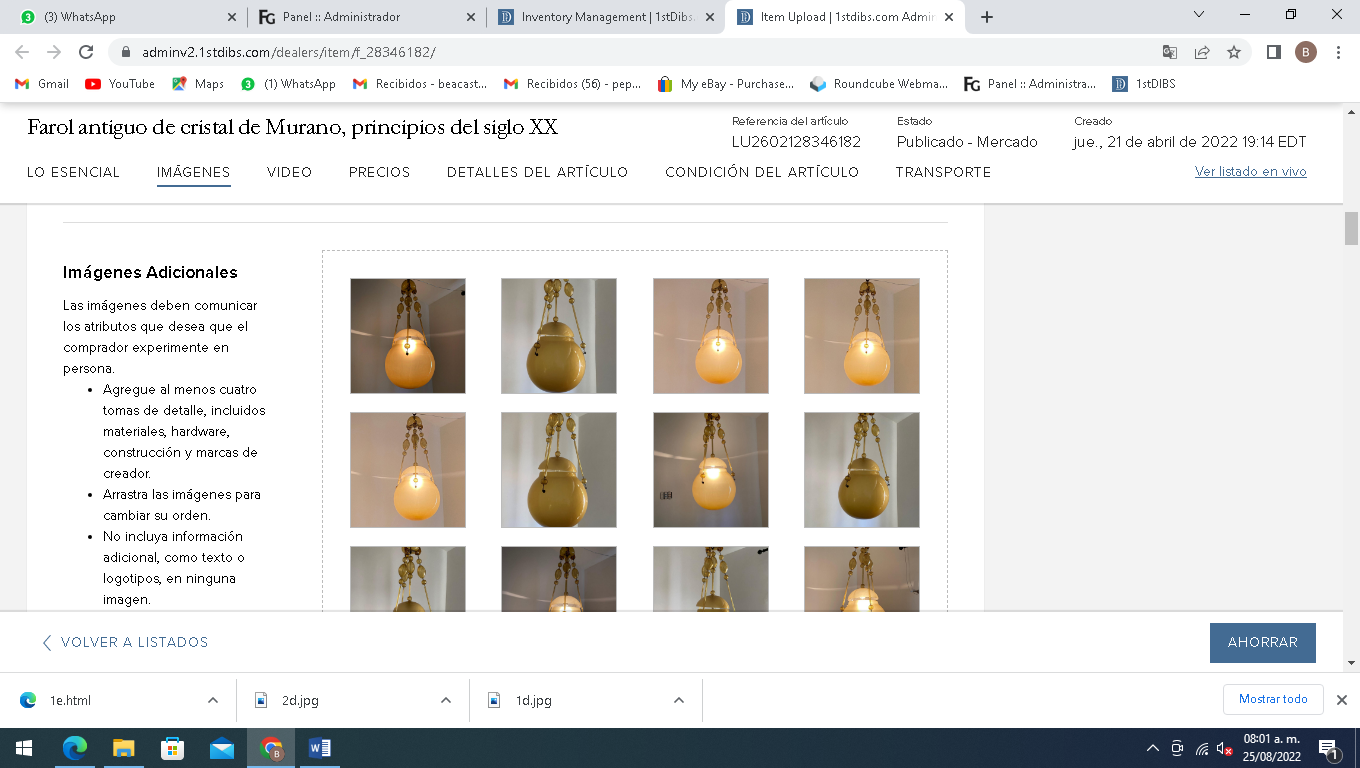 (3) WhatsApp
Panel :: Administrador
Inventory Management | 1stDibs.
Item Upload | 1stdibs.com Admin
adminv2.1stdibs.com/dealers/item/f_28346182/
B
Gmail
YouTube
Maps
(1) WhatsApp
Recibidos - beacast...
Recibidos (56) - pep...
My eBay - Purchase...
Roundcube Webma...
Panel :: Administra...
1stDIBS
Farol antiguo de cristal de Murano, principios del siglo XX
Referencia del artículo
LU2602128346182
Estado
Publicado - Mercado
Creado
jue., 21 de abril de 2022 19:14 EDT
LO ESENCIAL
IMÁGENES
VIDEO
PRECIOS
DETALLES DEL ARTÍCULO
CONDICIÓN DEL ARTÍCULO
TRANSPORTE
Ver listado en vivo
Imágenes Adicionales
Las imágenes deben comunicar
los atributos que desea que el
comprador experimente en
persona.
• Agregue al menos cuatro
tomas de detalle, incluidos
materiales, hardware,
construcción y marcas de
creador.
• Arrastra las imágenes para
cambiar su orden.
• No incluya información
adicional, como texto o
logotipos, en ninguna
imagen.
VOLVER A LISTADOS
AHORRAR
1e.html
2d.jpg
1d.jpg
Mostrar todo
08:01 a. m.
25/08/2022
1